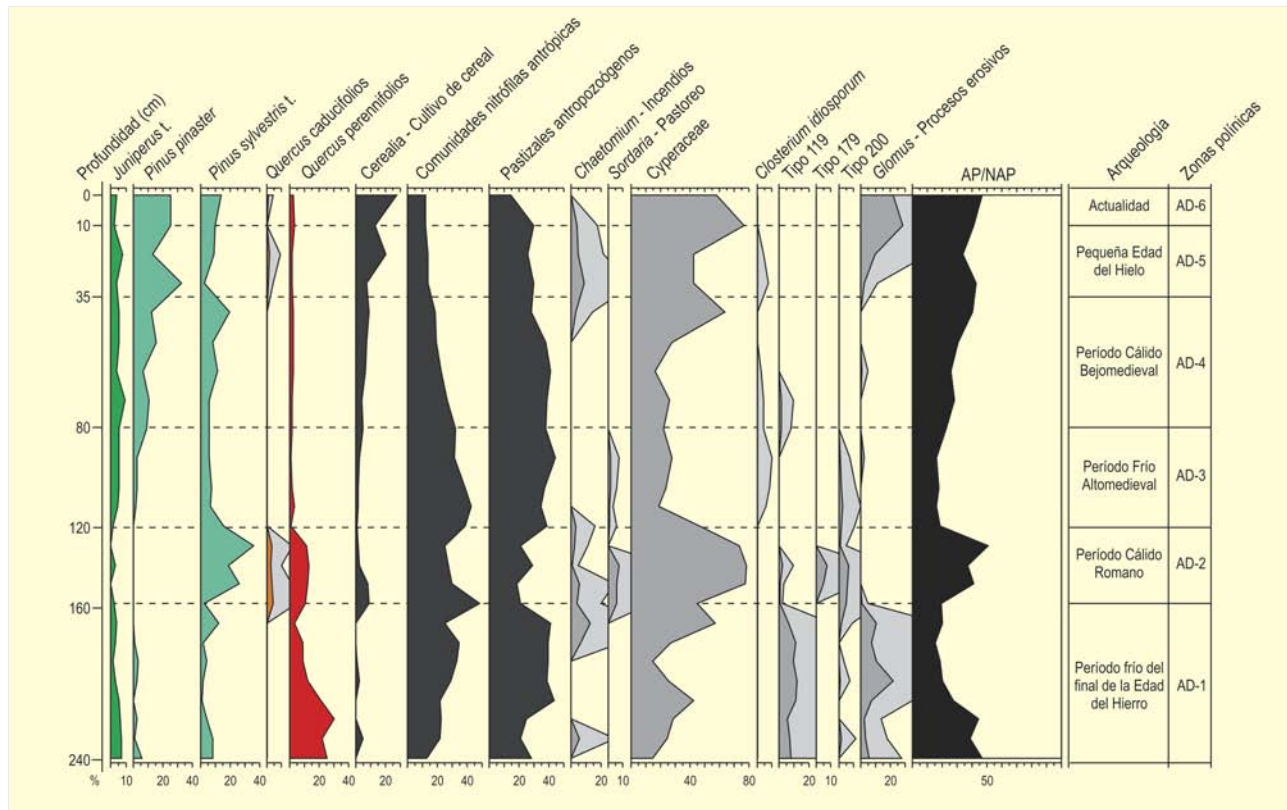 Profundidad (cm)
Juniperus t.
Pinus pinaster
Pinus sylvestris t.
Quercus caducifolios
Quercus perennifolios
Cerealia - Cultivo de cereal
Comunidades nitrófilas antrópicas
Pastizales antropozoógenos
Chaetomium - Incendios
Sordaria - Pastoreo
Cyperaceae
Closterium idiosporum
Tipo 119
Tipo 179
Tipo 200
Glomus - Procesos erosivos
AP/NAP
Arqueología
Zonas polínicas
0
Actualidad
AD-6
10
Pequeña Edad
del Hielo
AD-5
35
Período Cálido
Bejomedieval
AD-4
80
Período Frío
Altomedieval
AD-3
120
Período Cálido
Romano
AD-2
160
Período frío del
final de la Edad
del Hierro
AD-1
240
% 10 20 40 20 40 10 20 40 20 20 40 20 40 20 10 40 80 10 20 10 10 20 50